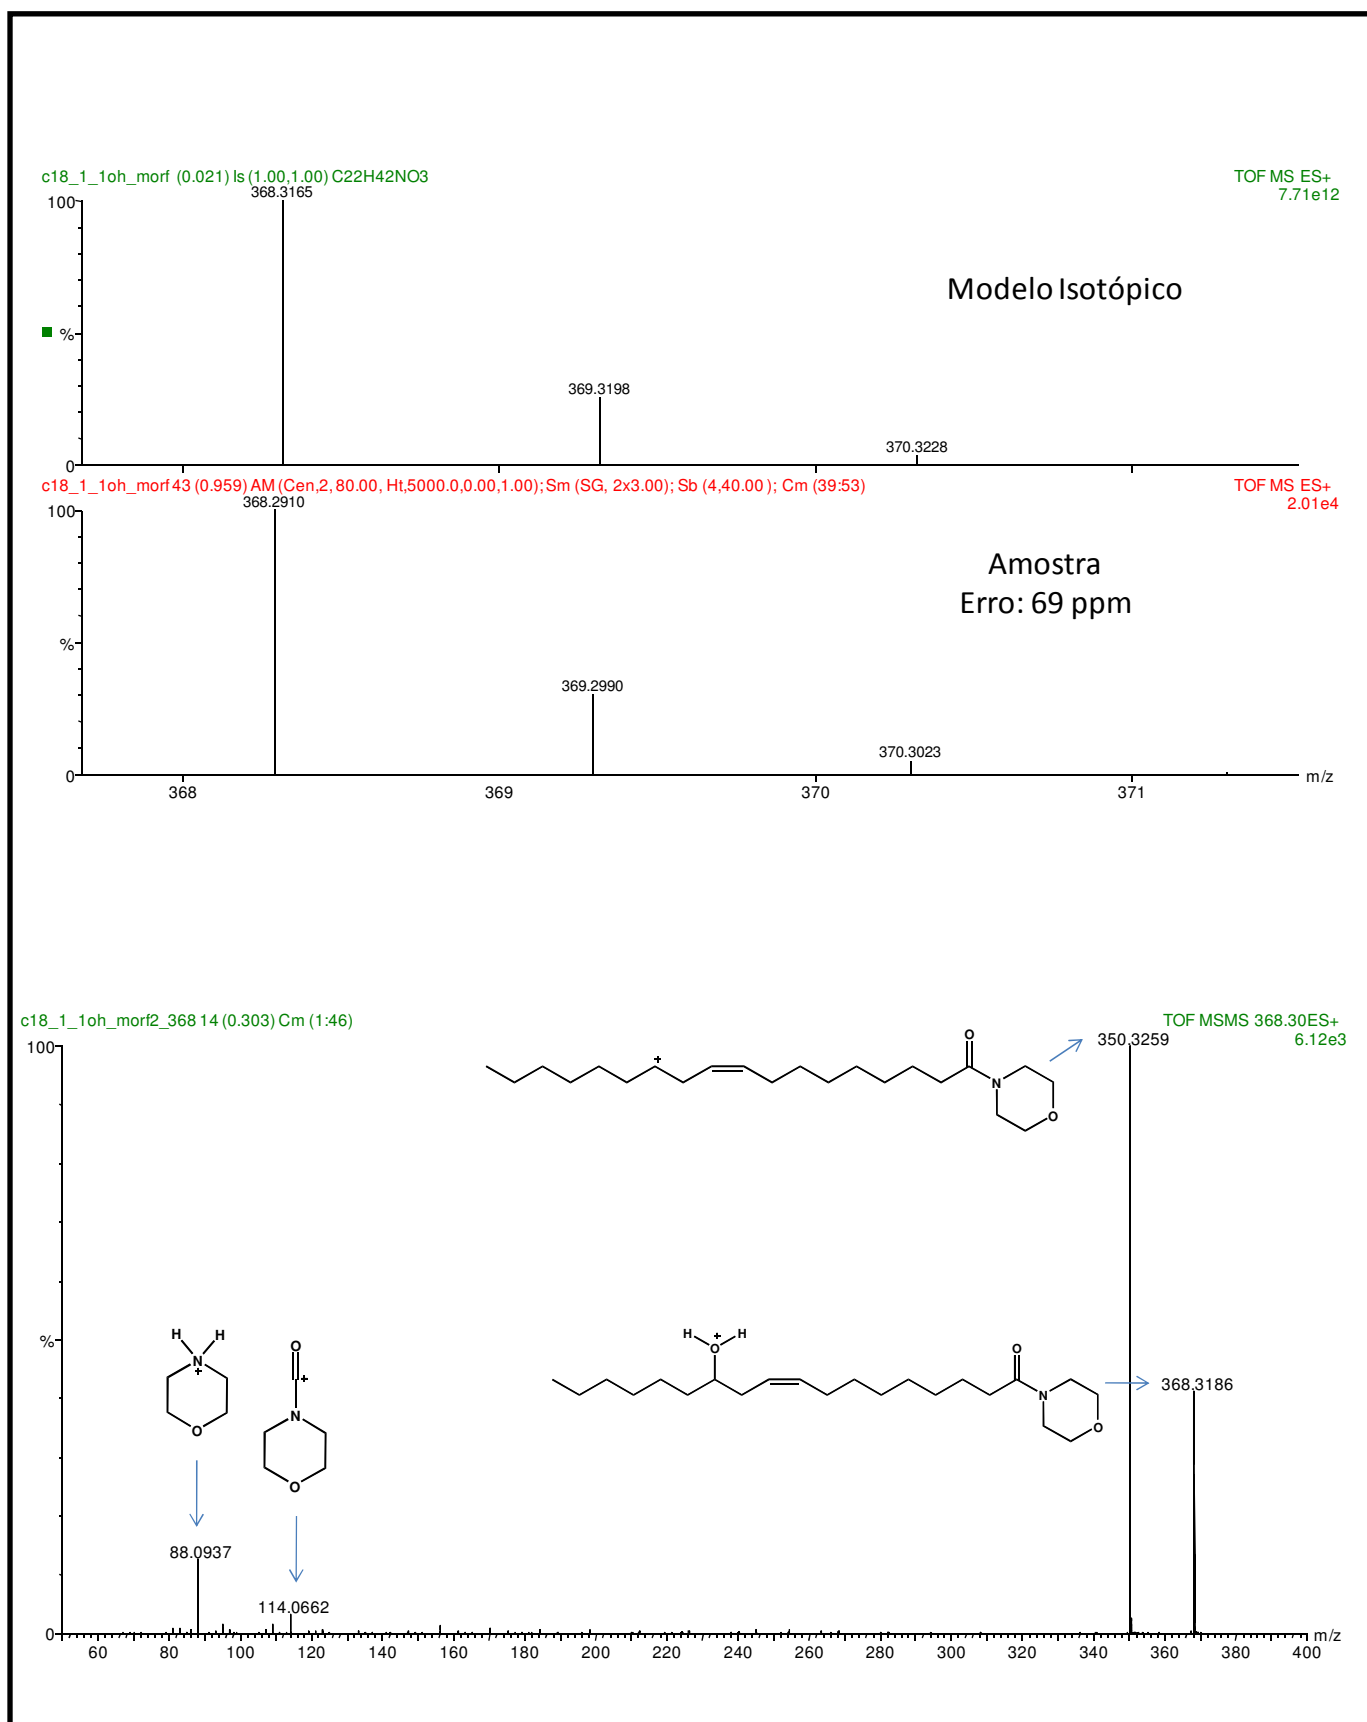 c18_1_1oh_morf (0.021) Is (1.00,1.00) C22H42NO3
TOF MS ES+
7.71e12
100
%
0
368.3165
369.3198
370.3228
Modelo Isotópico
c18_1_1oh_morf 43 (0.959) AM (Cen,2, 80.00, Ht,5000.0,0.00,1.00); Sm (SG, 2x3.00); Sb (4,40.00 ); Cm (39:53)
TOF MS ES+
2.01e4
100
%
0
368.2910
369.2990
370.3023
Amostra
Erro: 69 ppm
368 369 370 371 m/z
c18_1_1oh_morf2_368 14 (0.303) Cm (1:46)
TOF MSMS 368.30ES+
6.12e3
100
%
0
350.3259
+
O
N
O
H + H
O
O
N
O
368.3186
H H
N
+
O
O
+
N
O
88.0937
114.0662
60 80 100 120 140 160 180 200 220 240 260 280 300 320 340 360 380 400 m/z